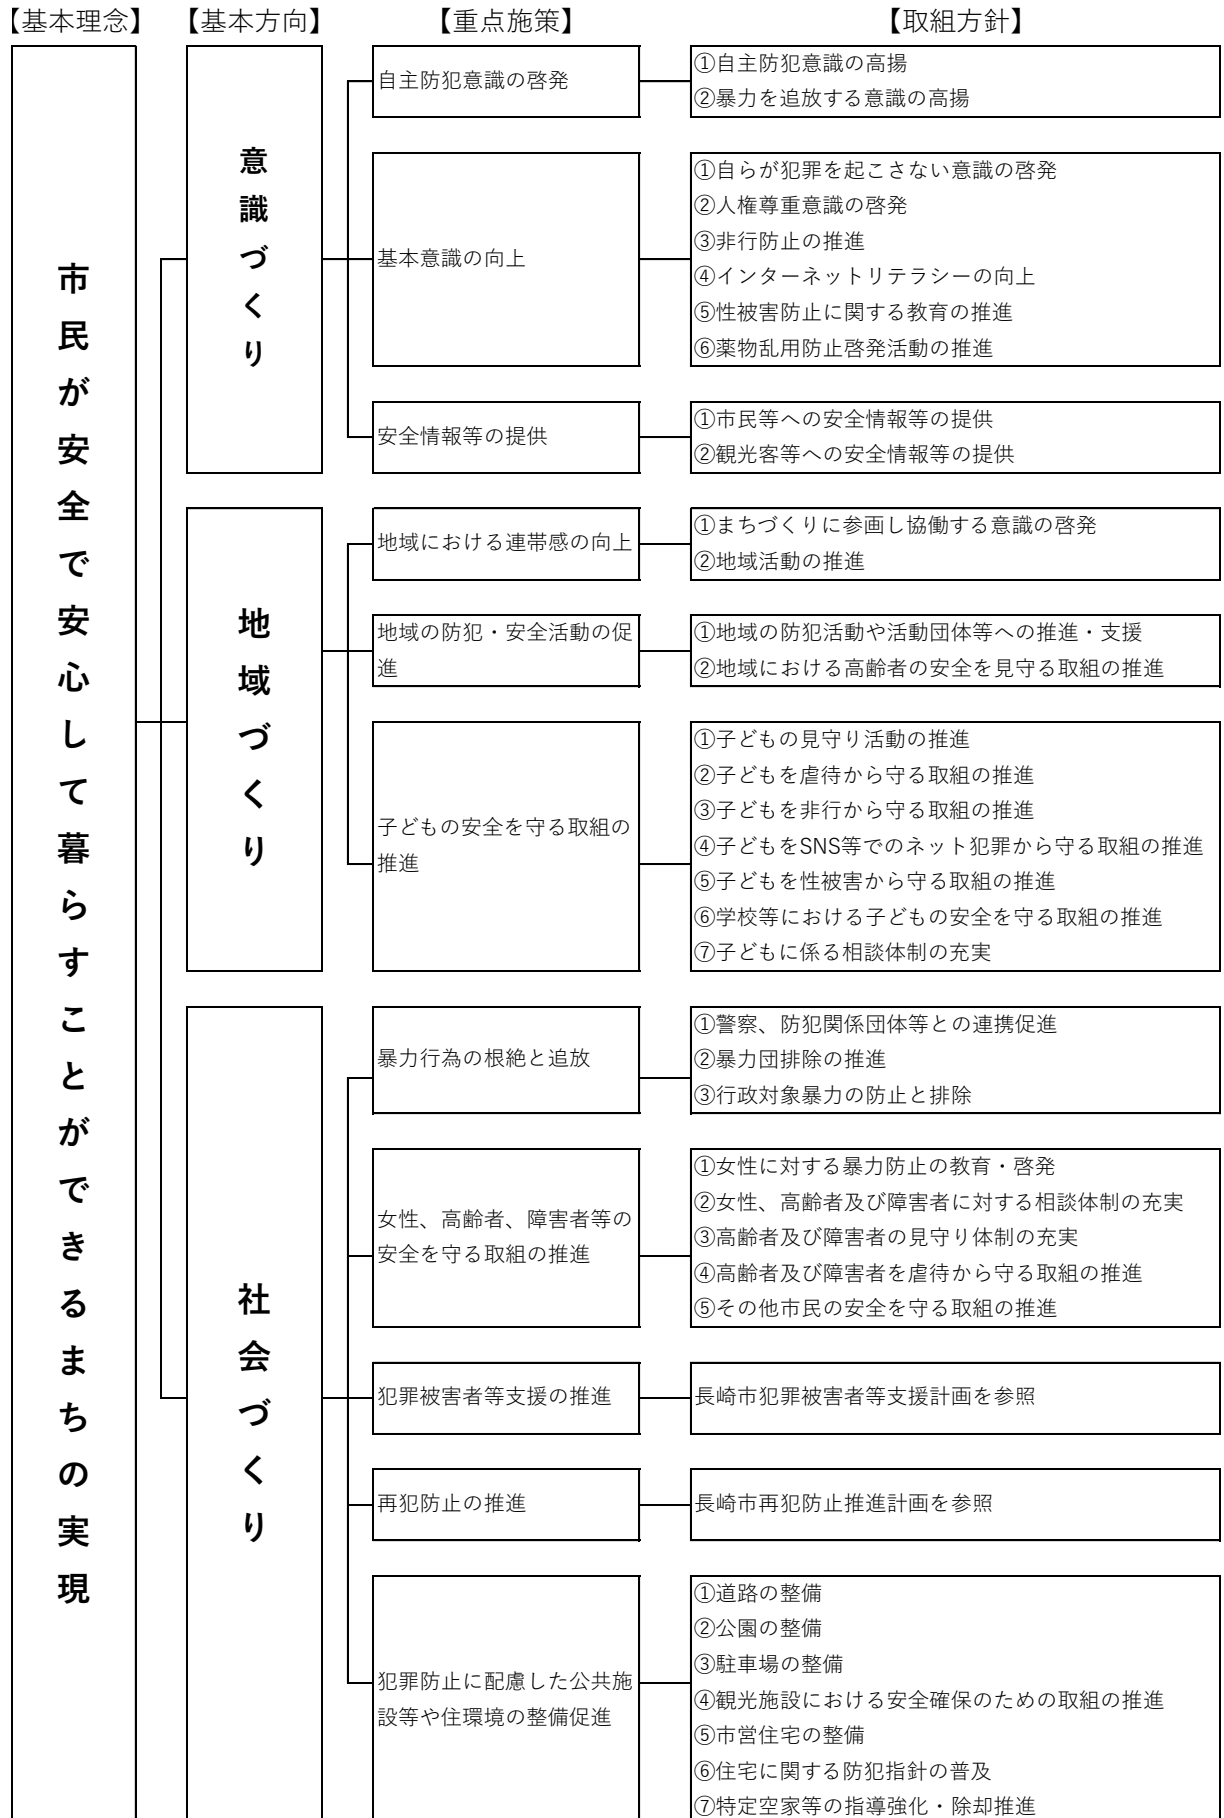 【基本理念】 【基本方向】 【重点施策】 【取組方針】
市民が安全で安心して暮らすことができるまちの実現
意識づくり
自主防犯意識の啓発
①自主防犯意識の高揚
②暴力を追放する意識の高揚
基本意識の向上
①自らが犯罪を起こさない意識の啓発
②人権尊重意識の啓発
③非行防止の推進
④インターネットリテラシーの向上
⑤性被害防止に関する教育の推進
⑥薬物乱用防止啓発活動の推進
安全情報等の提供
①市民等への安全情報等の提供
②観光客等への安全情報等の提供
地域づくり
地域における連帯感の向上
①まちづくりに参画し協働する意識の啓発
②地域活動の推進
地域の防犯・安全活動の促
進
①地域の防犯活動や活動団体等への推進・支援
②地域における高齢者の安全を見守る取組の推進
子どもの安全を守る取組の
推進
①子どもの見守り活動の推進
②子どもを虐待から守る取組の推進
③子どもを非行から守る取組の推進
④子どもをSNS等でのネット犯罪から守る取組の推進
⑤子どもを性被害から守る取組の推進
⑥学校等における子どもの安全を守る取組の推進
⑦子どもに係る相談体制の充実
社会づくり
暴力行為の根絶と追放
①警察、防犯関係団体等との連携促進
②暴力団排除の推進
③行政対象暴力の防止と排除
女性、高齢者、障害者等の
安全を守る取組の推進
①女性に対する暴力防止の教育・啓発
②女性、高齢者及び障害者に対する相談体制の充実
③高齢者及び障害者の見守り体制の充実
④高齢者及び障害者を虐待から守る取組の推進
⑤その他市民の安全を守る取組の推進
犯罪被害者等支援の推進
長崎市犯罪被害者等支援計画を参照
再犯防止の推進
長崎市再犯防止推進計画を参照
犯罪防止に配慮した公共施
設等や住環境の整備促進
①道路の整備
②公園の整備
③駐車場の整備
④観光施設における安全確保のための取組の推進
⑤市営住宅の整備
⑥住宅に関する防犯指針の普及
⑦特定空家等の指導強化・除却推進